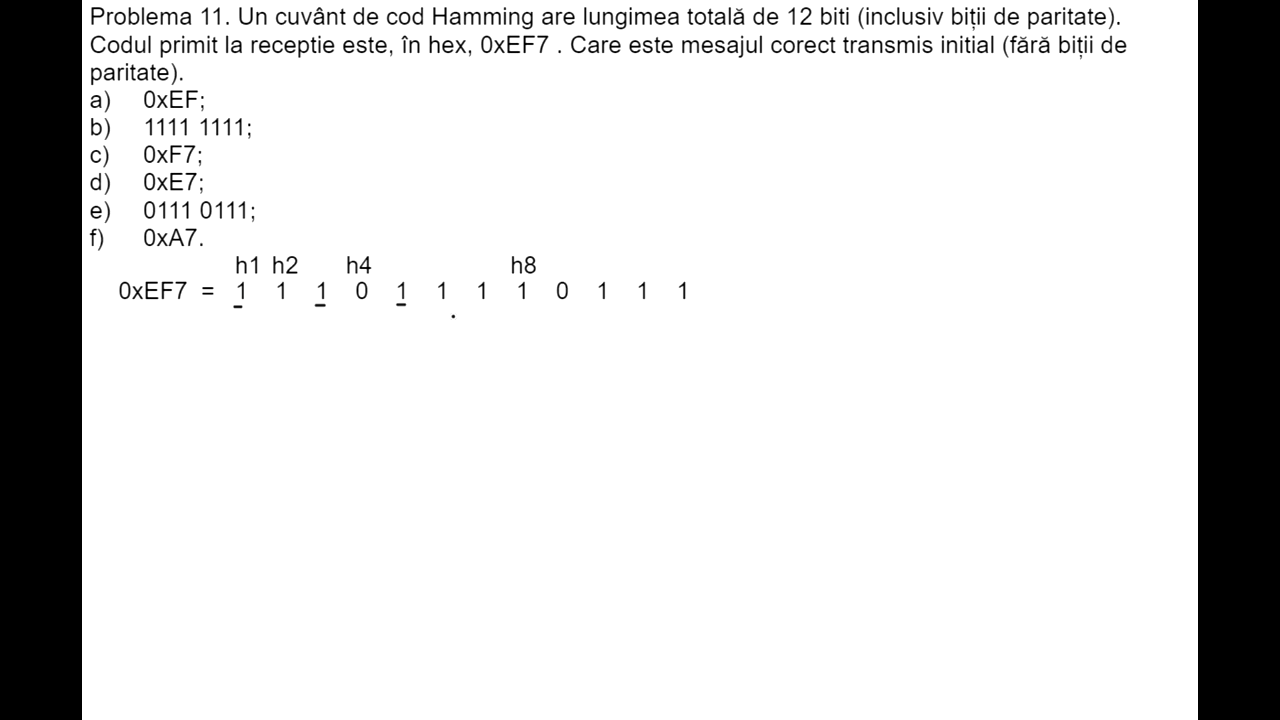 Problema 11. Un cuvânt de cod Hamming are lungimea totală de 12 biti (inclusiv biții de paritate).
Codul primit la receptie este, în hex, 0xEF7 . Care este mesajul corect transmis initial (fără biții de
paritate).
a) 0xEF;
b) 1111 1111;
c) 0xF7;
d) 0xE7;
e) 0111 0111;
f) 0xA7.
h1 h2 h4 h8
0xEF7 = 1 1 1 0 1 1 1 1 0 1 1 1